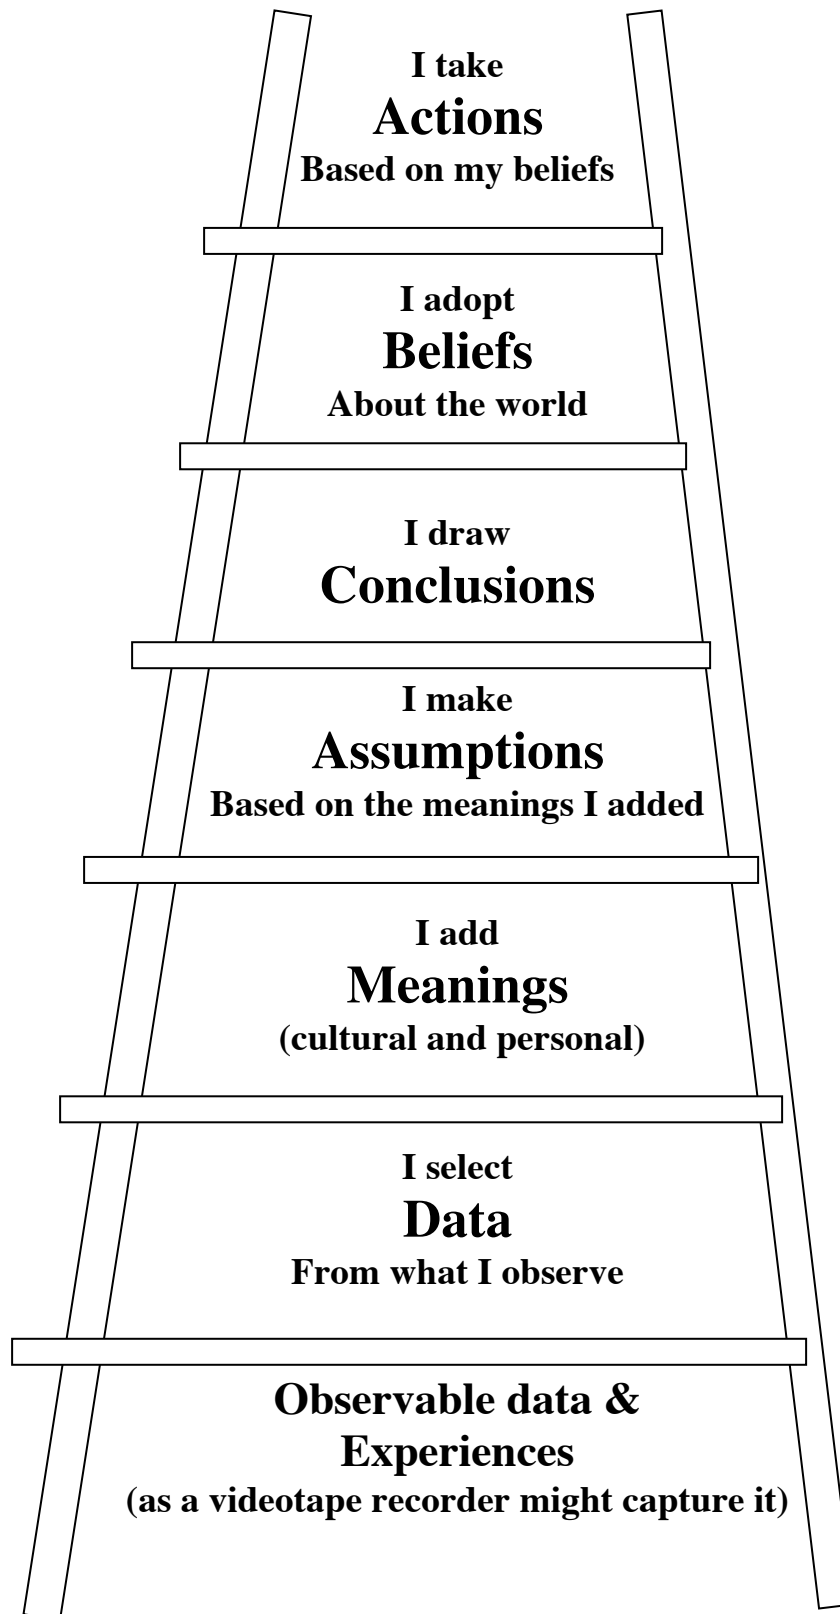 I take
Actions
Based on my beliefs
I adopt
Beliefs
About the world
I draw
Conclusions
I make
Assumptions
Based on the meanings I added
I add
Meanings
(cultural and personal)
I select
Data
From what I observe
Observable data &
Experiences
(as a videotape recorder might capture it)